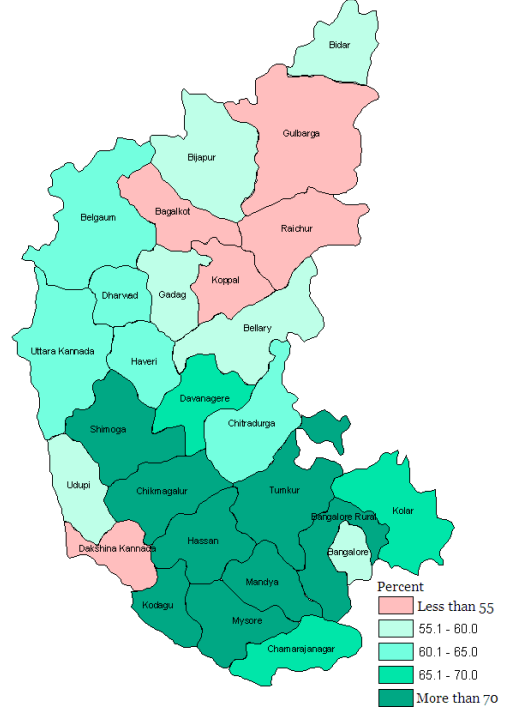 Bidar
Gulbarga
Bijapur
Bagalkot
Belgaum
Raichur
Koppal
Dharvad
Gadag
Bellary
Uttara Kannada
Haveri
Davanagere
Chitradurga
Shimoga
Udupi
Chikmagalur
Tumkur
Kolar
Bangalore Rural
Hassan
Dakshina Kannada
Bangalore
Mandya
Kodagu
Mysore
Chamarajanagar
Percent
Less than 55
55.1 - 60.0
60.1 - 65.0
65.1 - 70.0
More than 70